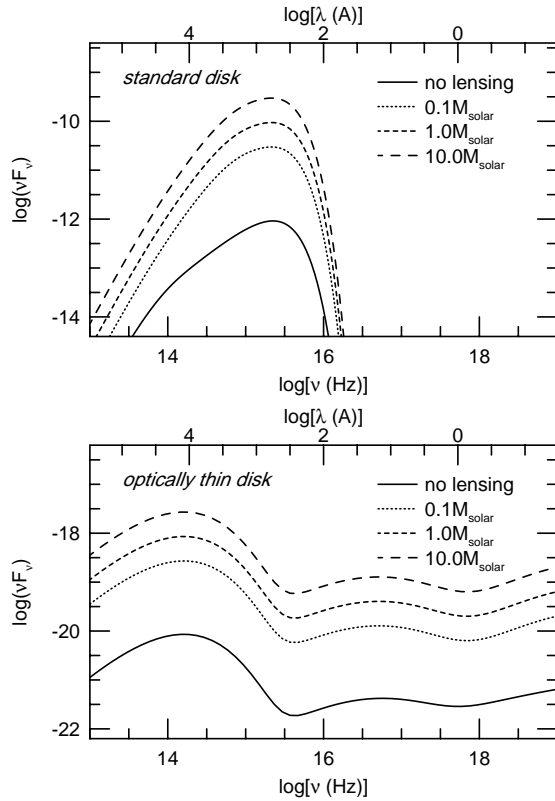 log[λ (A)]
4 2 0
standard disk
no lensing
0.1M_solar
1.0M_solar
10.0M_solar
-10
-12
-14
log(νF_ν)
14 16 18
log[ν (Hz)]
log[λ (A)]
4 2 0
optically thin disk
no lensing
0.1M_solar
1.0M_solar
10.0M_solar
-18
-20
-22
log(νF_ν)
14 16 18
log[ν (Hz)]